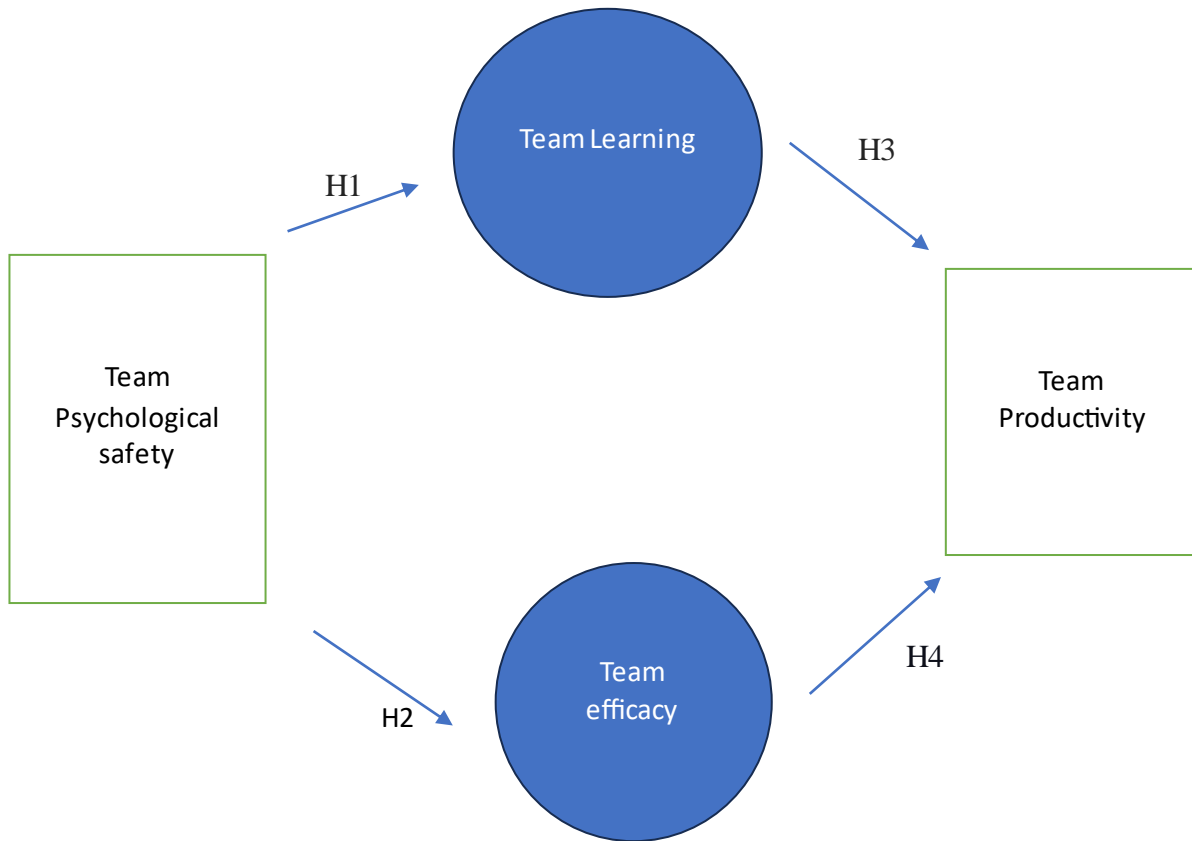 Team Learning
H1
H3
Team
Psychological
safety
Team
Productivity
H2
Team
efficacy
H4